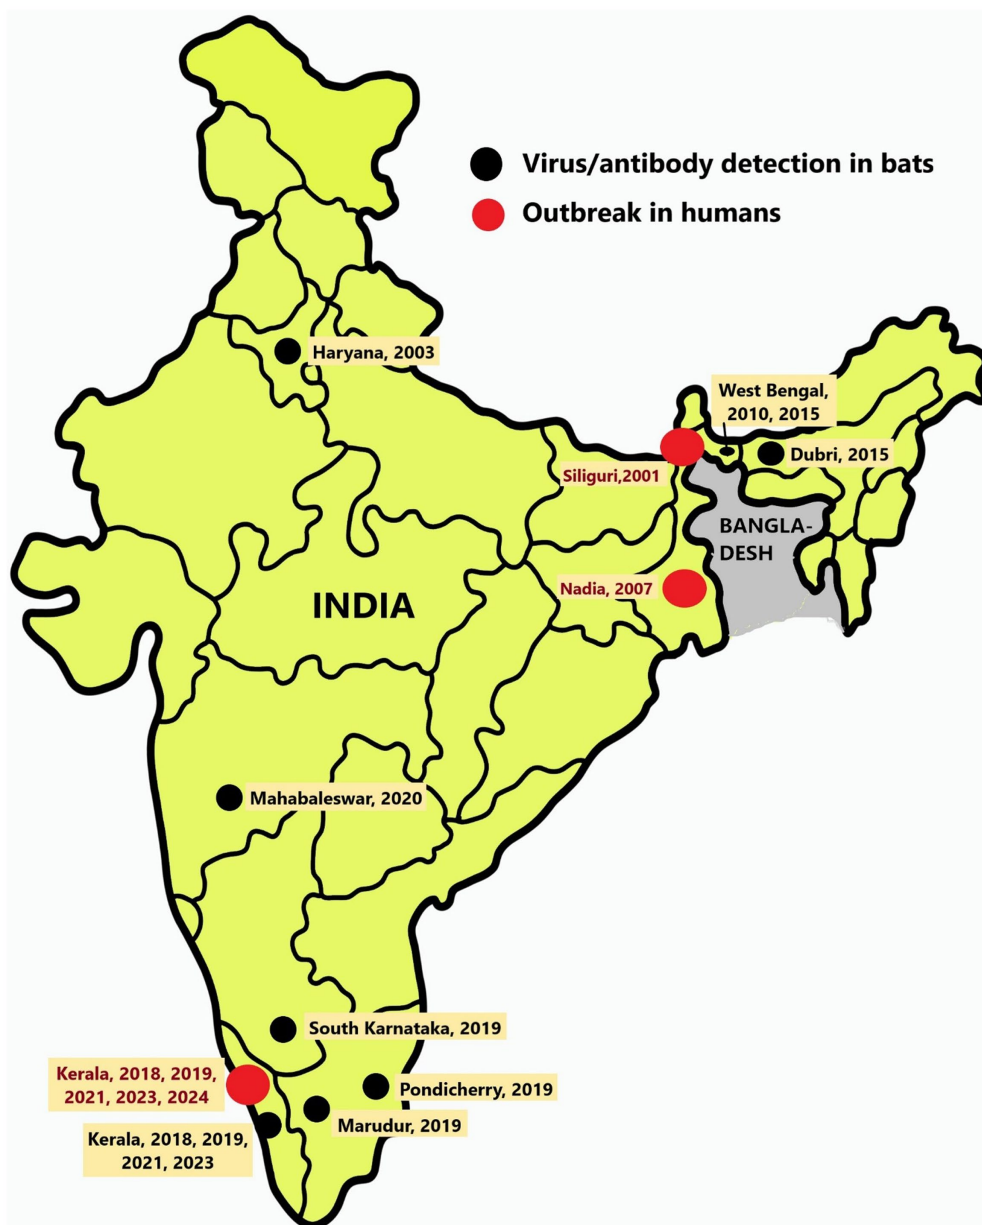 Virus/antibody detection in bats
Outbreak in humans
Haryana, 2003
West Bengal,
2010, 2015
Dubri, 2015
Siliguri,2001
BANGLA-
DESH
Nadia, 2007
INDIA
Mahabaleswar, 2020
South Karnataka, 2019
Kerala, 2018, 2019,
2021, 2023, 2024
Pondicherry, 2019
Marudur, 2019
Kerala, 2018, 2019,
2021, 2023